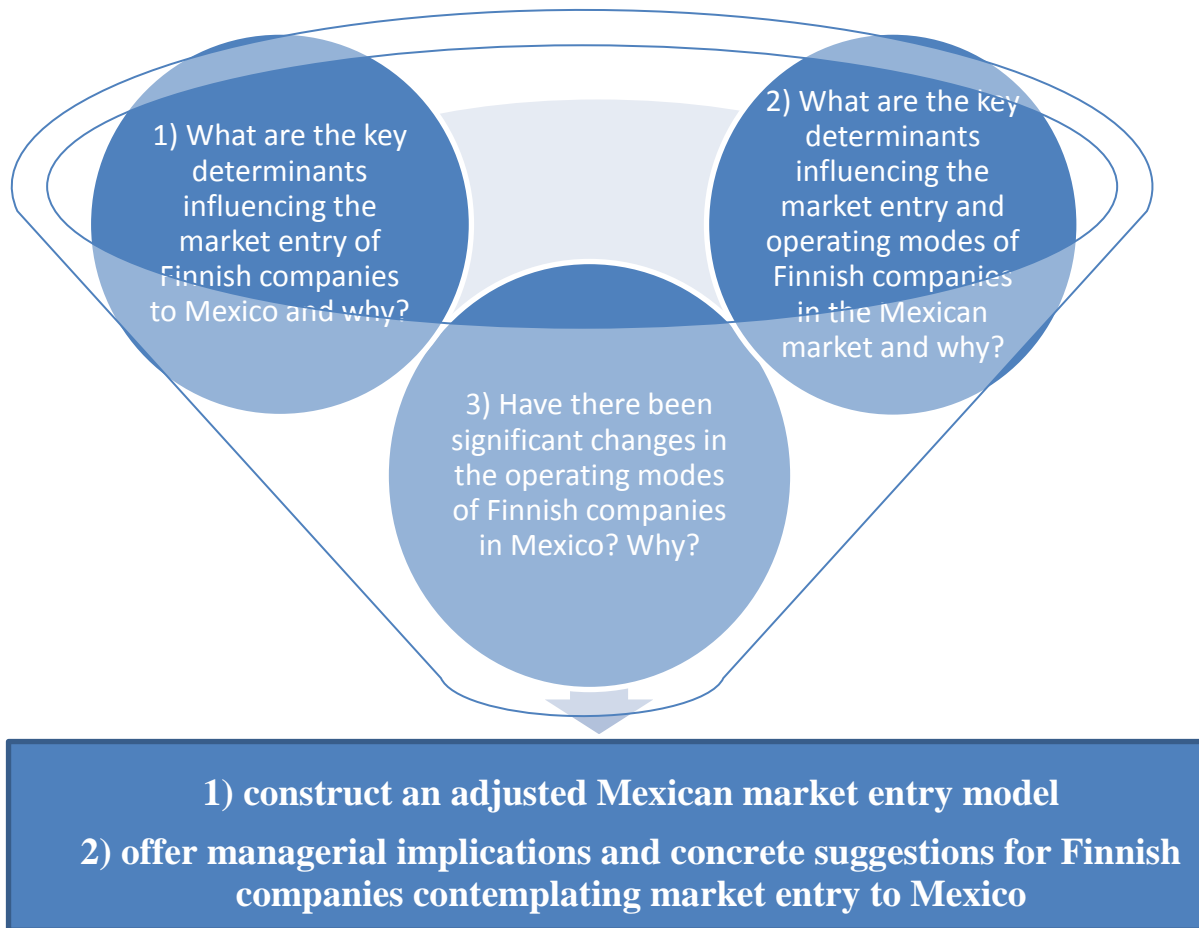 1) What are the key
determinants
influencing the
market entry of
Finnish companies
to Mexico and why?
2) What are the key
determinants
influencing the
market entry and
operating modes of
Finnish companies
in the Mexican
market and why?
3) Have there been
significant changes in
the operating modes
of Finnish companies
in Mexico? Why?
1) construct an adjusted Mexican market entry model
2) offer managerial implications and concrete suggestions for Finnish
companies contemplating market entry to Mexico